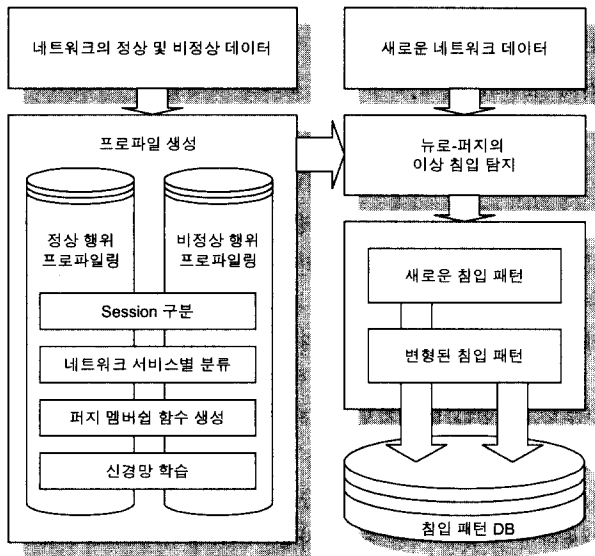 네트워크의 정상 및 비정상 데이터
프로파일 생성
정상 행위
프로파일링
비정상 행위
프로파일링
Session 구분
네트워크 서비스별 분류
퍼지 멤버쉽 함수 생성
신경망 학습
새로운 네트워크 데이터
뉴로-퍼지의
이상 침입 탐지
새로운 침입 패턴
변형된 침입 패턴
침입 패턴 DB